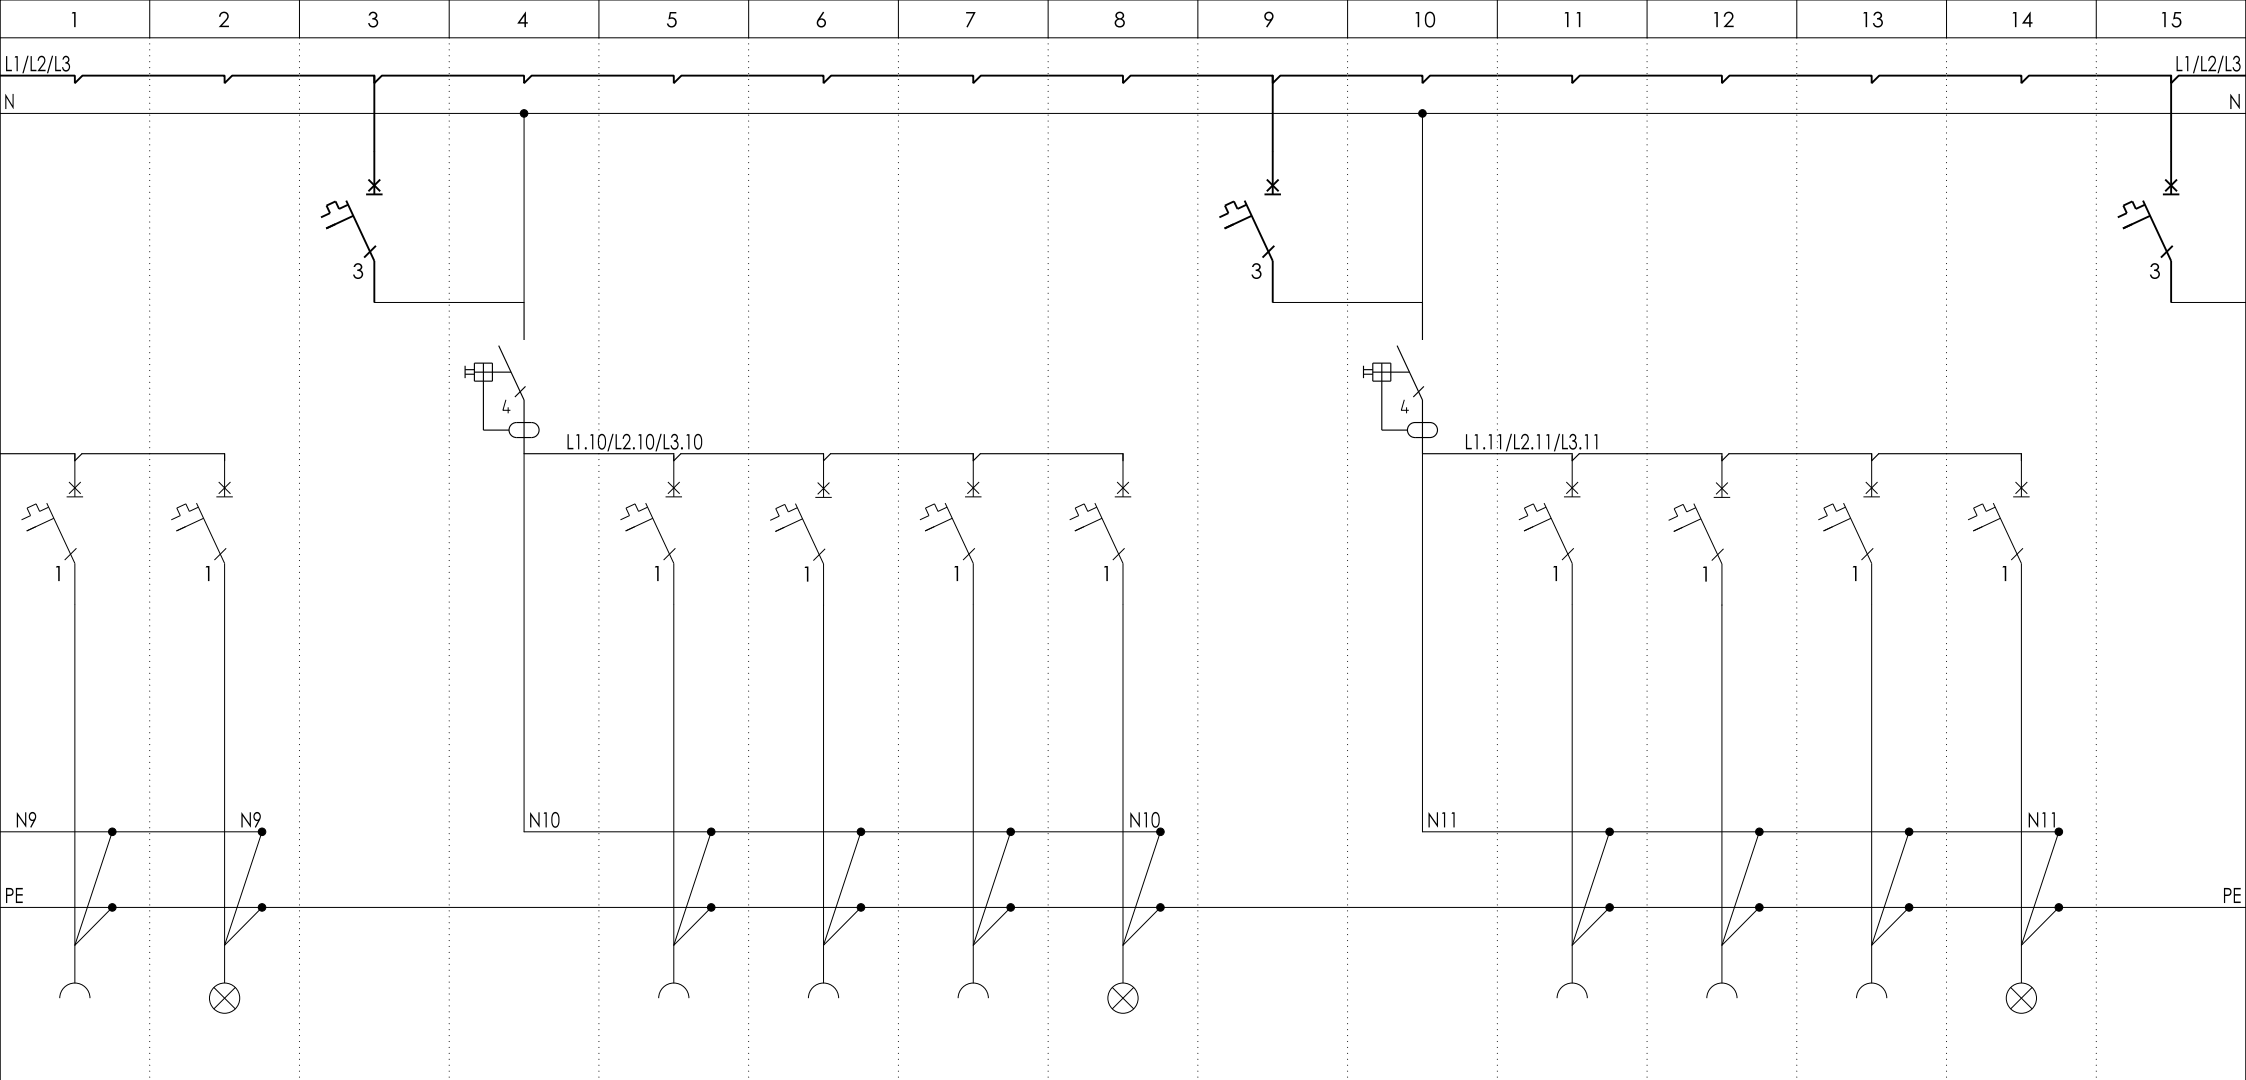 1 2 3 4 5 6 7 8 9 10 11 12 13 14 15
L1/L2/L3 L1/L2/L3
N N
3 3 3
4 4
L1.10/L2.10/L3.10 L1.11/L2.11/L3.11
1 1 1 1 1 1 1 1 1 1
N9 N9 N10 N10 N11 N11
PE PE